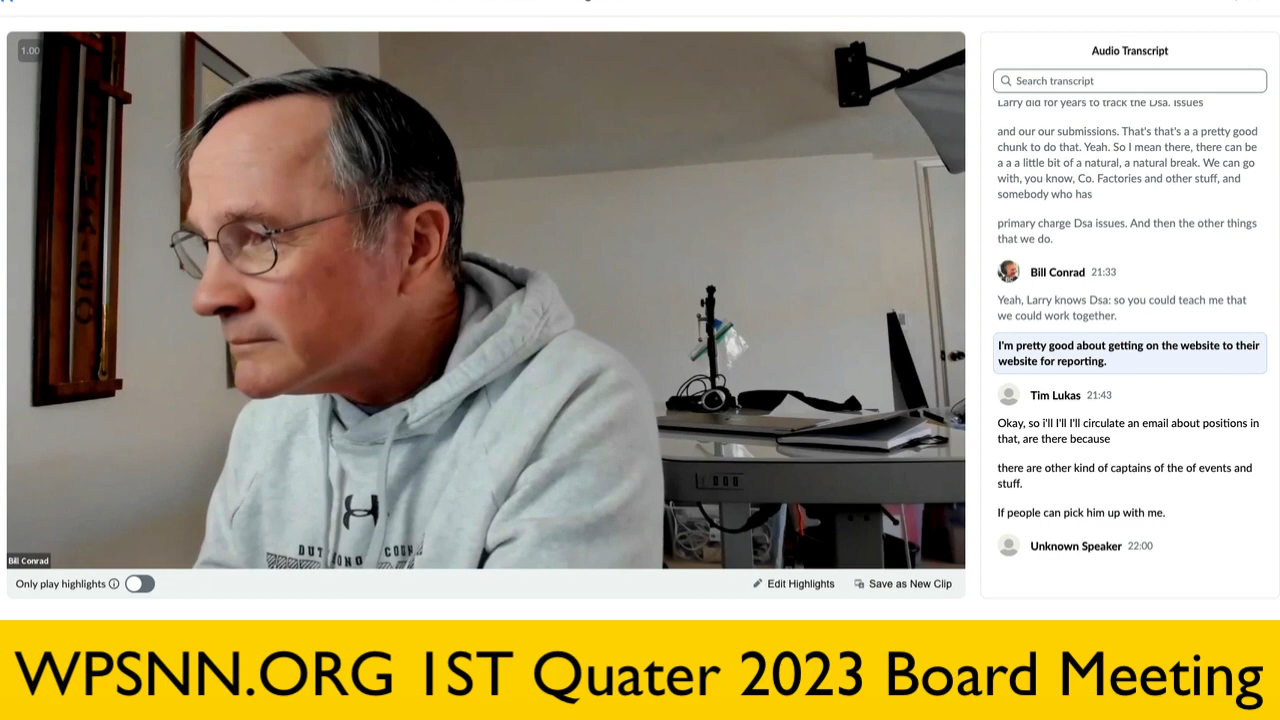 1.00
DUT
CONO
COUN
Bill Conrad
Only play highlights
Edit Highlights
Save as New Clip
Audio Transcript
Search transcript
Larry did for years to track the Dsa. Issues
and our our submissions. That's that's a a pretty good
chunk to do that. Yeah. So I mean there, there can be
a a a little bit of a natural, a natural break. We can go
with, you know, Co. Factories and other stuff, and
somebody who has
primary charge Dsa issues. And then the other things
that we do.
Bill Conrad 21:33
Yeah, Larry knows Dsa: so you could teach me that
we could work together.
I'm pretty good about getting on the website to their
website for reporting.
Tim Lukas 21:43
Okay, so i'll I'll I'll circulate an email about positions in
that, are there because
there are other kind of captains of the of events and
stuff.
If people can pick him up with me.
Unknown Speaker 22:00
WPSNN.ORG 1ST Quater 2023 Board Meeting